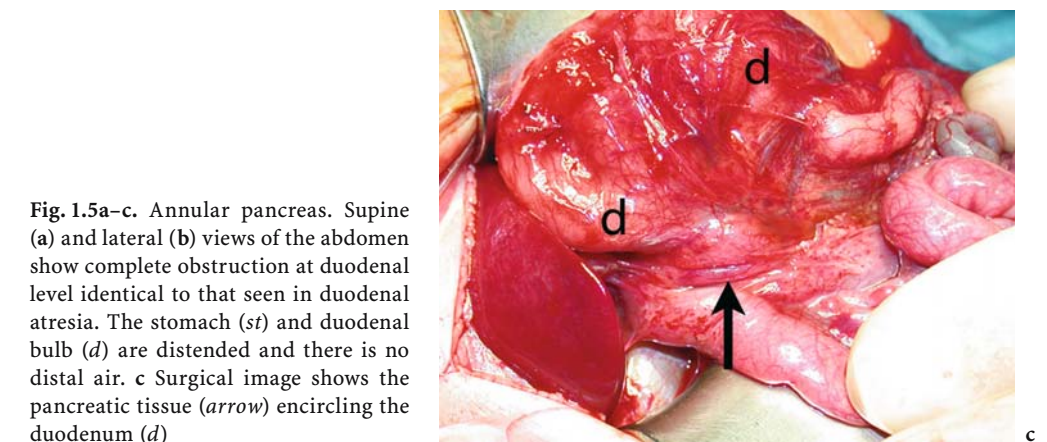 d
d
Fig. 1.5a–c. Annular pancreas. Supine
(a) and lateral (b) views of the abdomen
show complete obstruction at duodenal
level identical to that seen in duodenal
atresia. The stomach (st) and duodenal
bulb (d) are distended and there is no
distal air. c Surgical image shows the
pancreatic tissue (arrow) encircling the
duodenum (d)
c